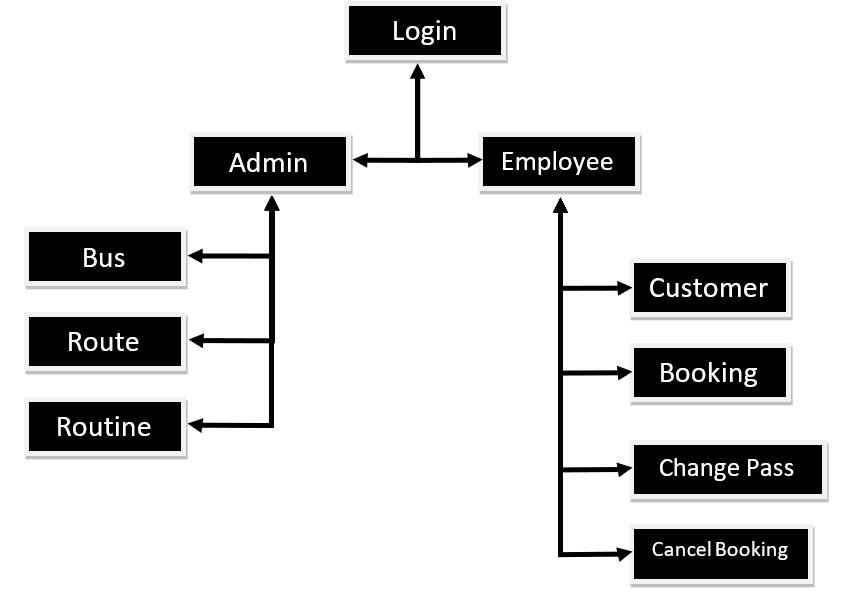 Login
Admin
Employee
Bus
Route
Routine
Customer
Booking
Change Pass
Cancel Booking